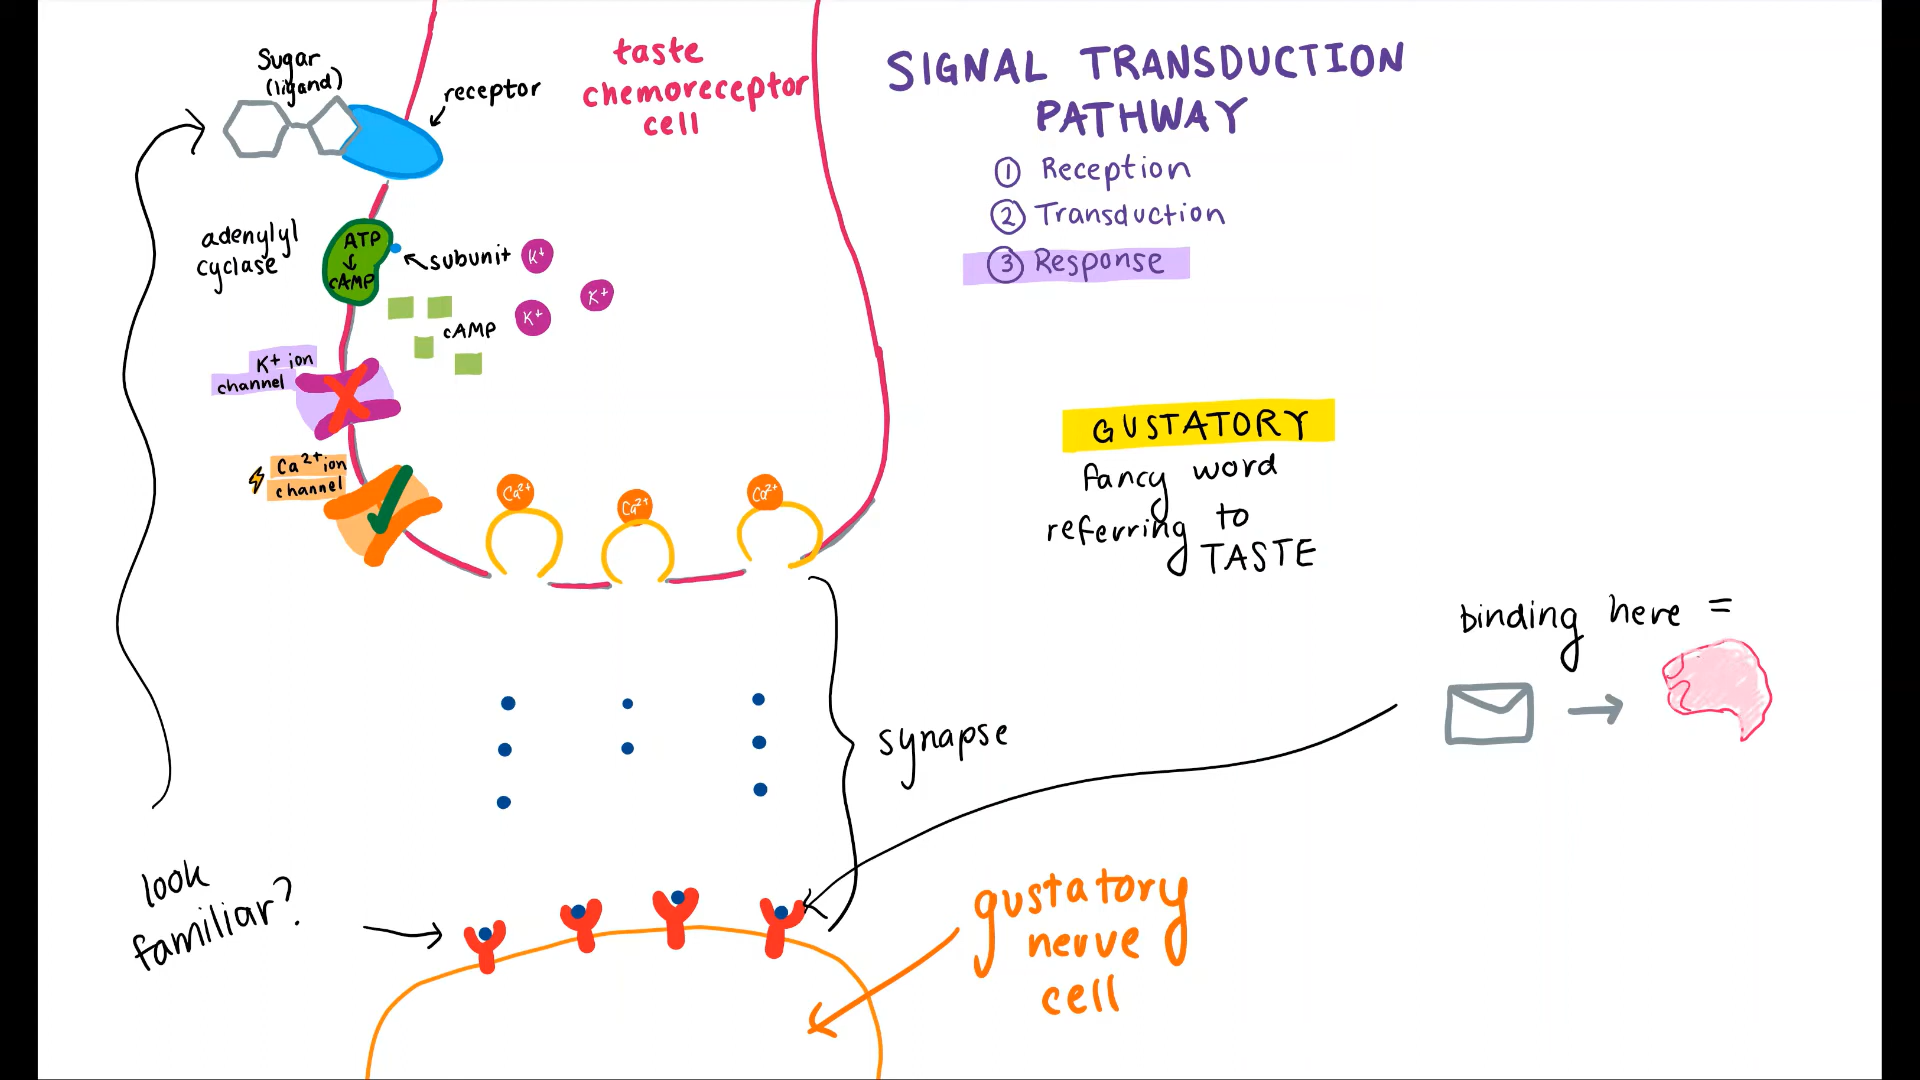 Sugar
(ligand)
receptor
taste
chemoreceptor
cell
SIGNAL TRANSDUCTION
PATHWAY
① Reception
② Transduction
③ Response
adenylyl
cyclase
ATP
↓
cAMP
subunit
K+
K+
K+
cAMP
K+ ion
channel
Ca²⁺ ion
channel
Ca²⁺
Ca²⁺
Ca²⁺
GUSTATORY
fancy word
referring to
TASTE
binding here =
synapse
look
familiar?
gustatory
nerve
cell